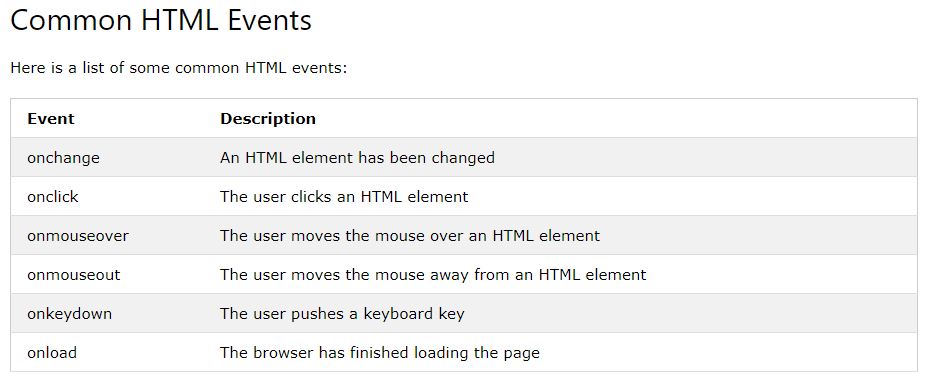 Common HTML Events
Here is a list of some common HTML events:
Event Description
onchange An HTML element has been changed
onclick The user clicks an HTML element
onmouseover The user moves the mouse over an HTML element
onmouseout The user moves the mouse away from an HTML element
onkeydown The user pushes a keyboard key
onload The browser has finished loading the page